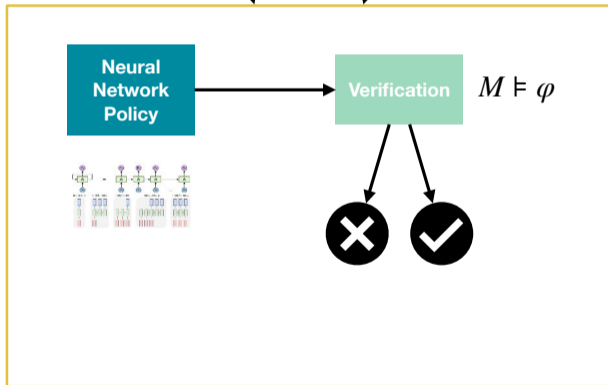 Neural
Network
Policy
Verification
M ⊨ φ